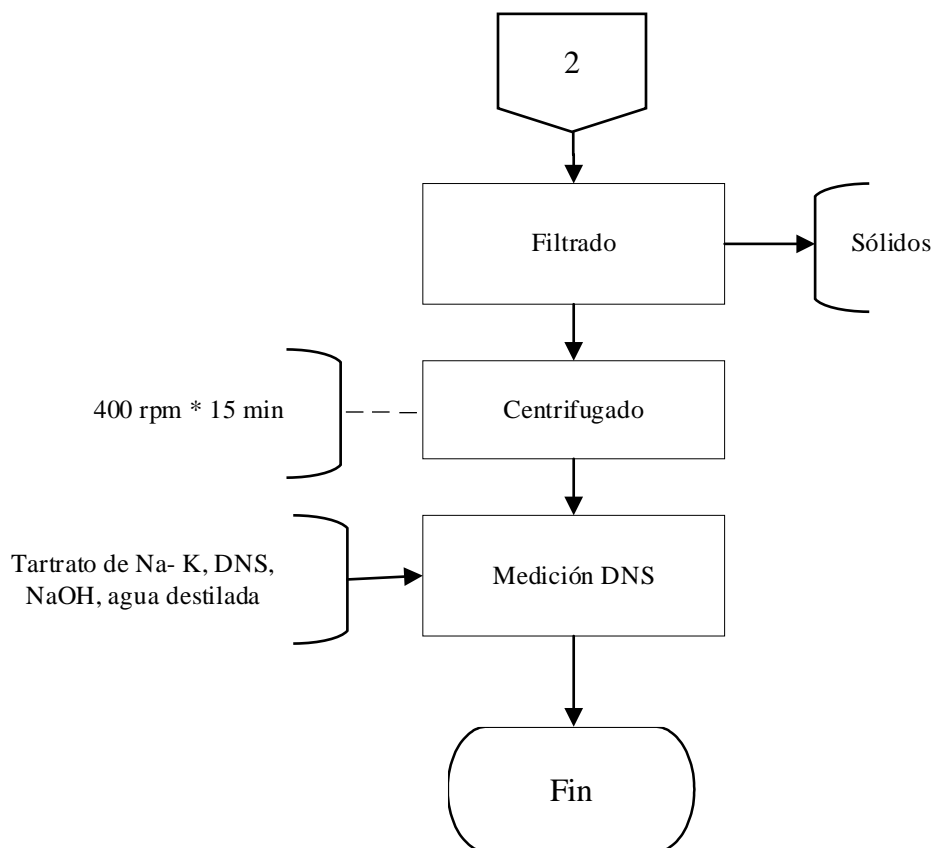 2
Filtrado
Sólidos
400 rpm * 15 min
Centrifugado
Tartrato de Na- K, DNS,
NaOH, agua destilada
Medición DNS
Fin